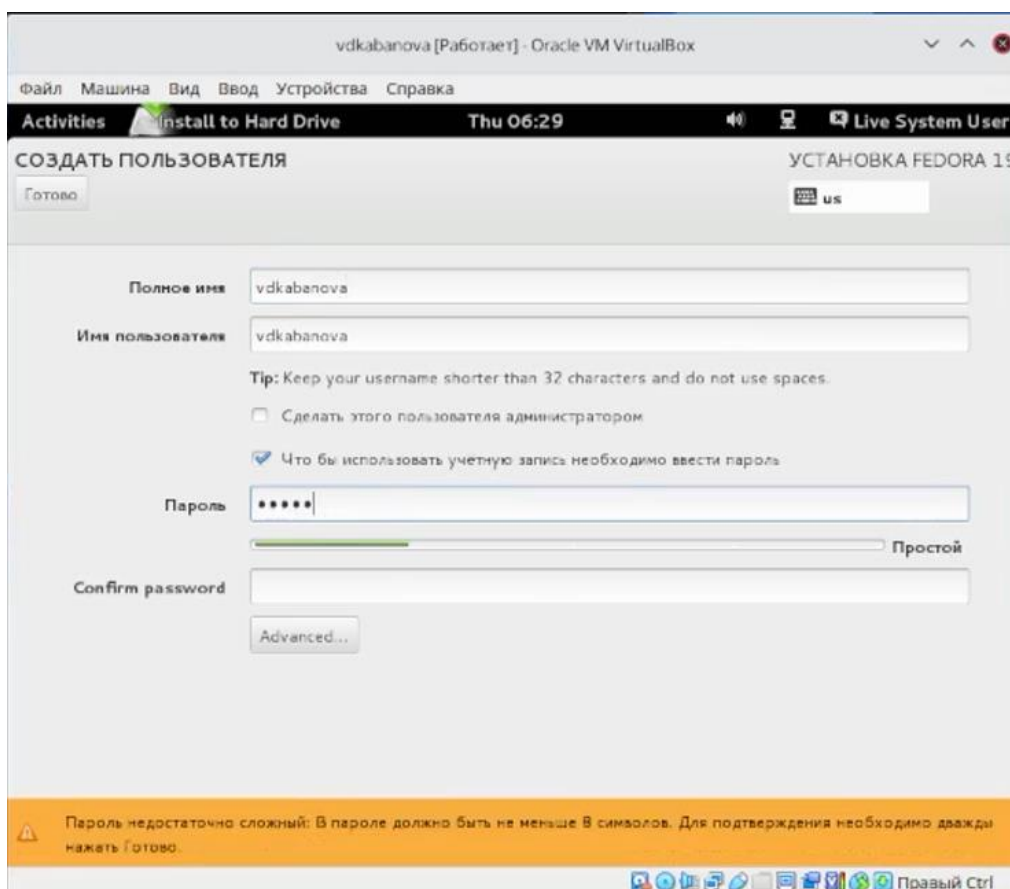 vdkabanova [Работает] - Oracle VM VirtualBox
Файл Машина Вид Ввод Устройства Справка
Activities Install to Hard Drive Thu 06:29 Live System User
СОЗДАТЬ ПОЛЬЗОВАТЕЛЯ УСТАНОВКА FEDORA 19
Готово us
Полное имя vdkabanova
Имя пользователя vdkabanova
Tip: Keep your username shorter than 32 characters and do not use spaces.
Сделать этого пользователя администратором
Что бы использовать учетную запись необходимо ввести пароль
Пароль •••••
Простой
Confirm password
Advanced...
Пароль недостаточно сложный: В пароле должно быть не меньше 8 символов. Для подтверждения необходимо дважды
нажать Готово.
Правый Ctrl